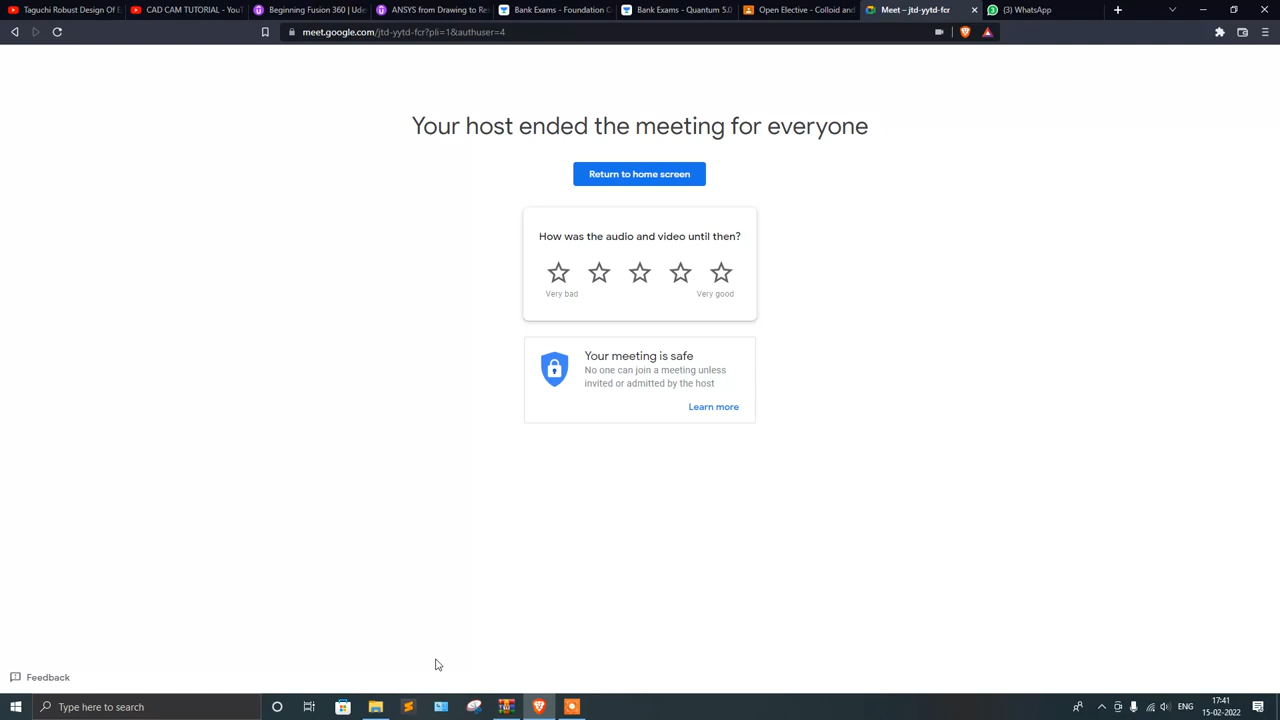 Taguchi Robust Design Of E
CAD CAM TUTORIAL - YouT
Beginning Fusion 360 | Ude
ANSYS from Drawing to Re
Bank Exams - Foundation C
Bank Exams - Quantum 5.0
Open Elective - Colloid and
Meet – jtd-yytd-fcr
(3) WhatsApp
meet.google.com/jtd-yytd-fcr?pli=1&authuser=4
Your host ended the meeting for everyone
Return to home screen
How was the audio and video until then?
Very bad
Very good
Your meeting is safe
No one can join a meeting unless
invited or admitted by the host
Learn more
Feedback
Type here to search
ENG
17:41
15-02-2022